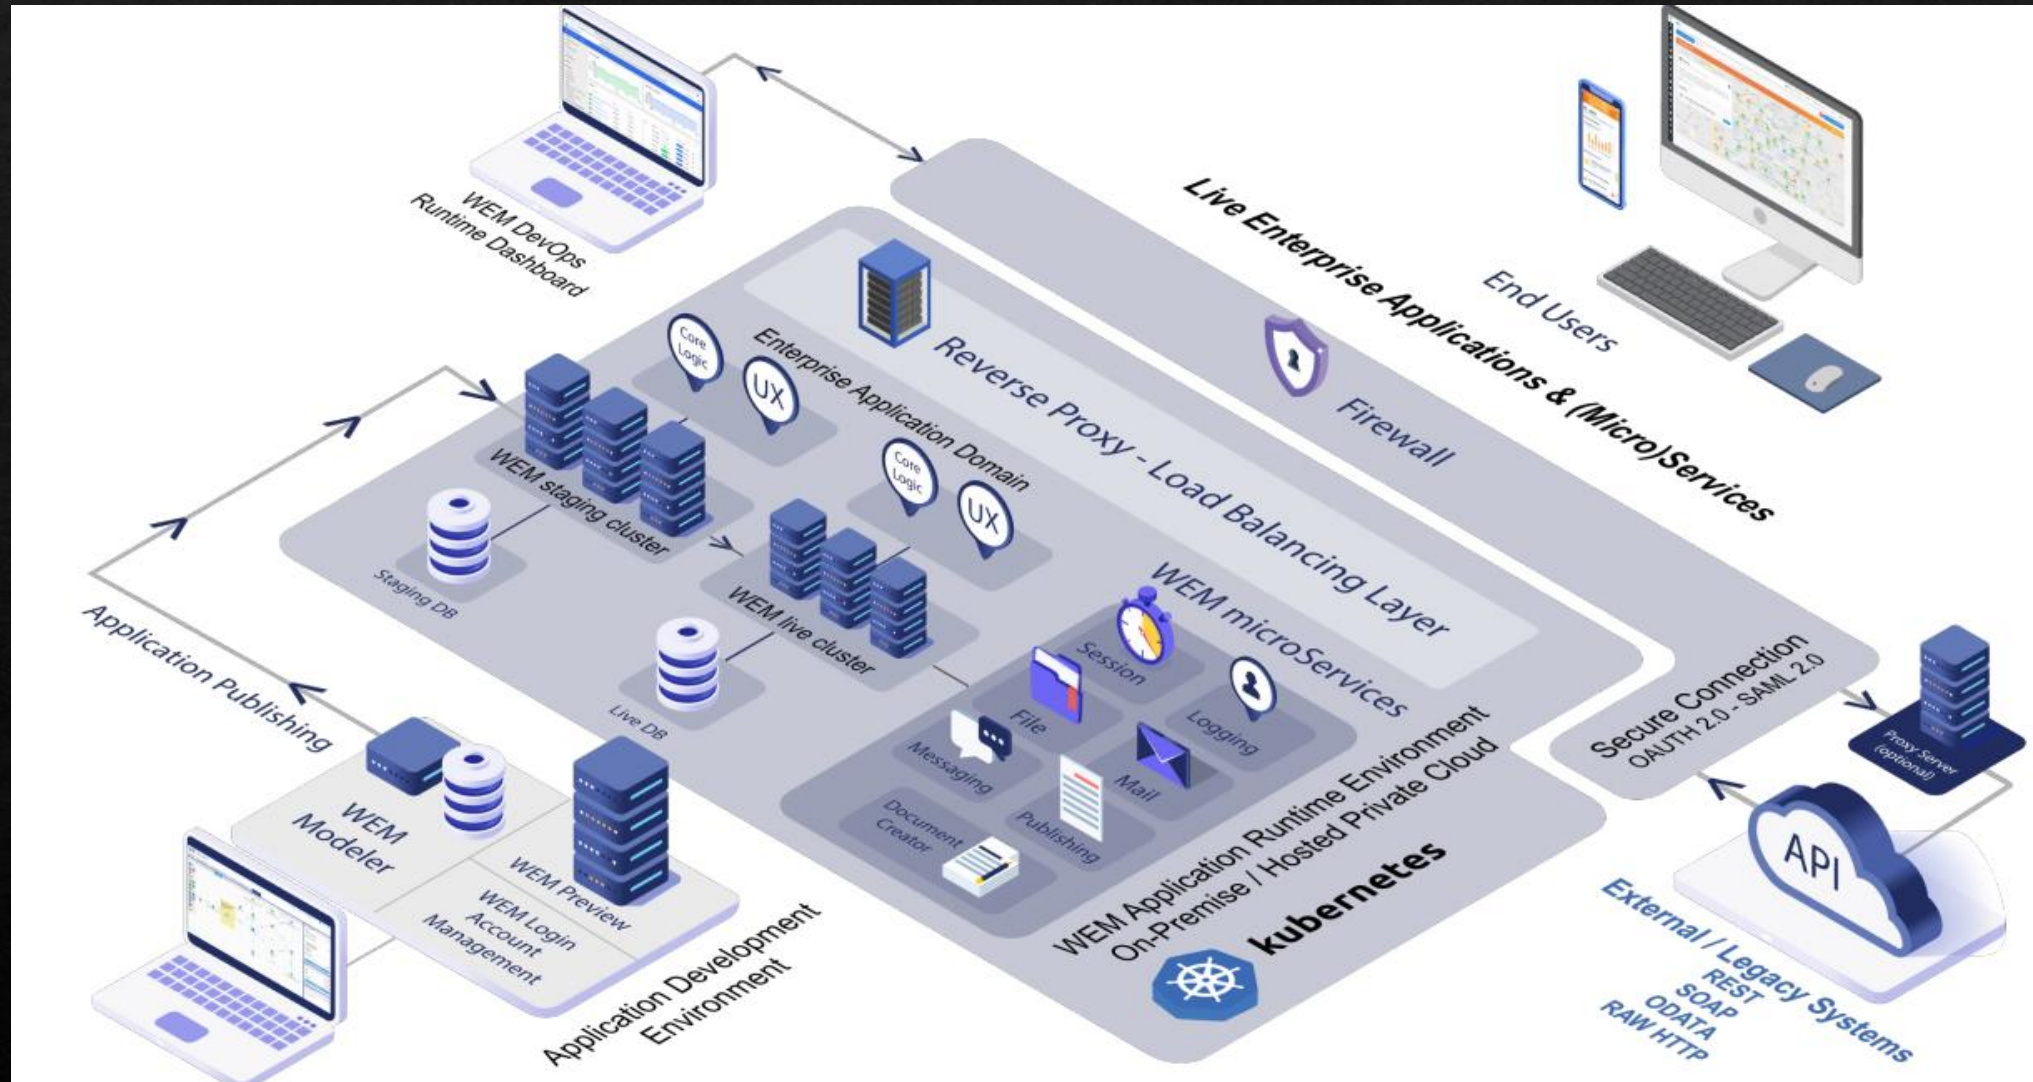 WEM DevOps
Runtime Dashboard
Live Enterprise Applications & (Micro)Services
End Users
Firewall
Reverse Proxy - Load Balancing Layer
Enterprise Application Domain
Core
Logic
UX
Core
Logic
UX
WEM staging cluster
Staging DB
WEM live cluster
Live DB
WEM microServices
Session
Logging
File
Mail
Messaging
Publishing
Document
Creator
WEM Application Runtime Environment
On-Premise / Hosted Private Cloud
kubernetes
Secure Connection
OAUTH 2.0 - SAML 2.0
Proxy Server
(optional)
API
External / Legacy Systems
REST
SOAP
ODATA
RAW HTTP
Application Publishing
WEM
Modeler
WEM Preview
WEM Login
Account
Management
Application Development
Environment